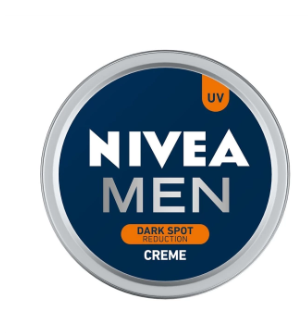 UV
NIVEA
MEN
DARK SPOT
REDUCTION
CREME